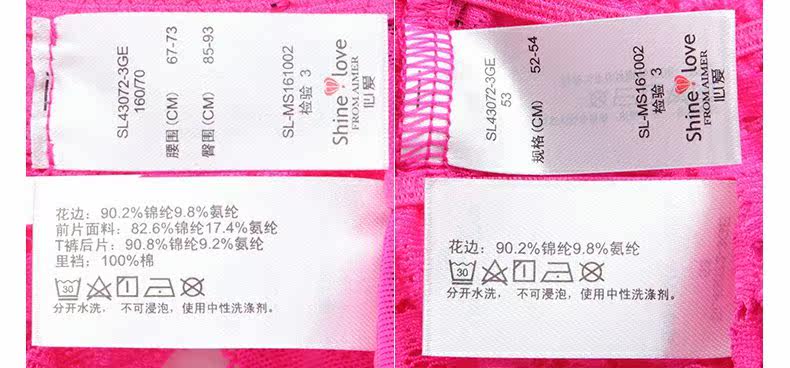 SL43072-3GE
160/70
腰围(CM) 67-73
臀围(CM) 85-93
SL-MS161002
检验 3
Shine love
FROM AIMER
心爱
花边：90.2%锦纶9.8%氨纶
前片面料：82.6%锦纶17.4%氨纶
T裤后片：90.8%锦纶9.2%氨纶
里裆：100%棉
30
分开水洗， 不可浸泡，使用中性洗涤剂。
SL43072-3GE
53
规格(CM) 52-54
SL-MS161002
检验 3
Shine love
FROM AIMER
心爱
花边：90.2%锦纶9.8%氨纶
30
分开水洗， 不可浸泡，使用中性洗涤剂。